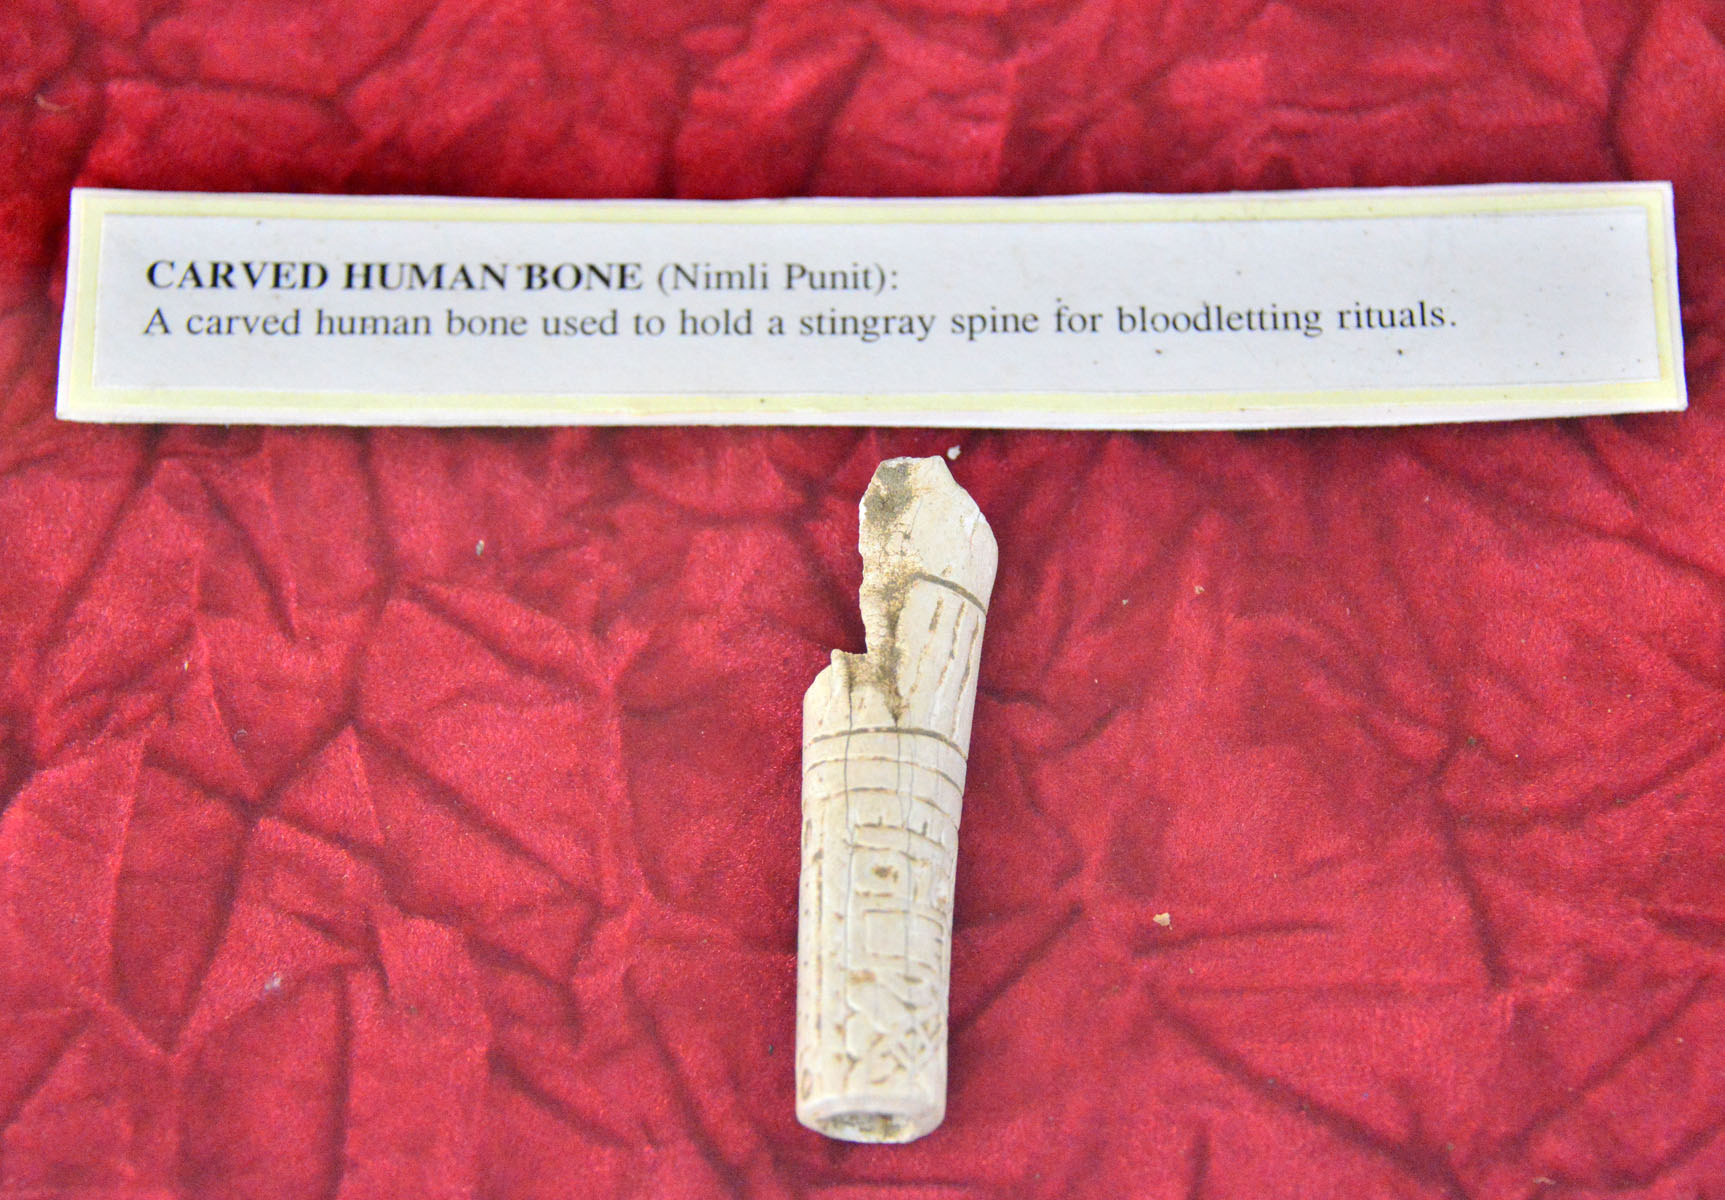 CARVED HUMAN BONE (Nimli Punit):
A carved human bone used to hold a stingray spine for bloodletting rituals.